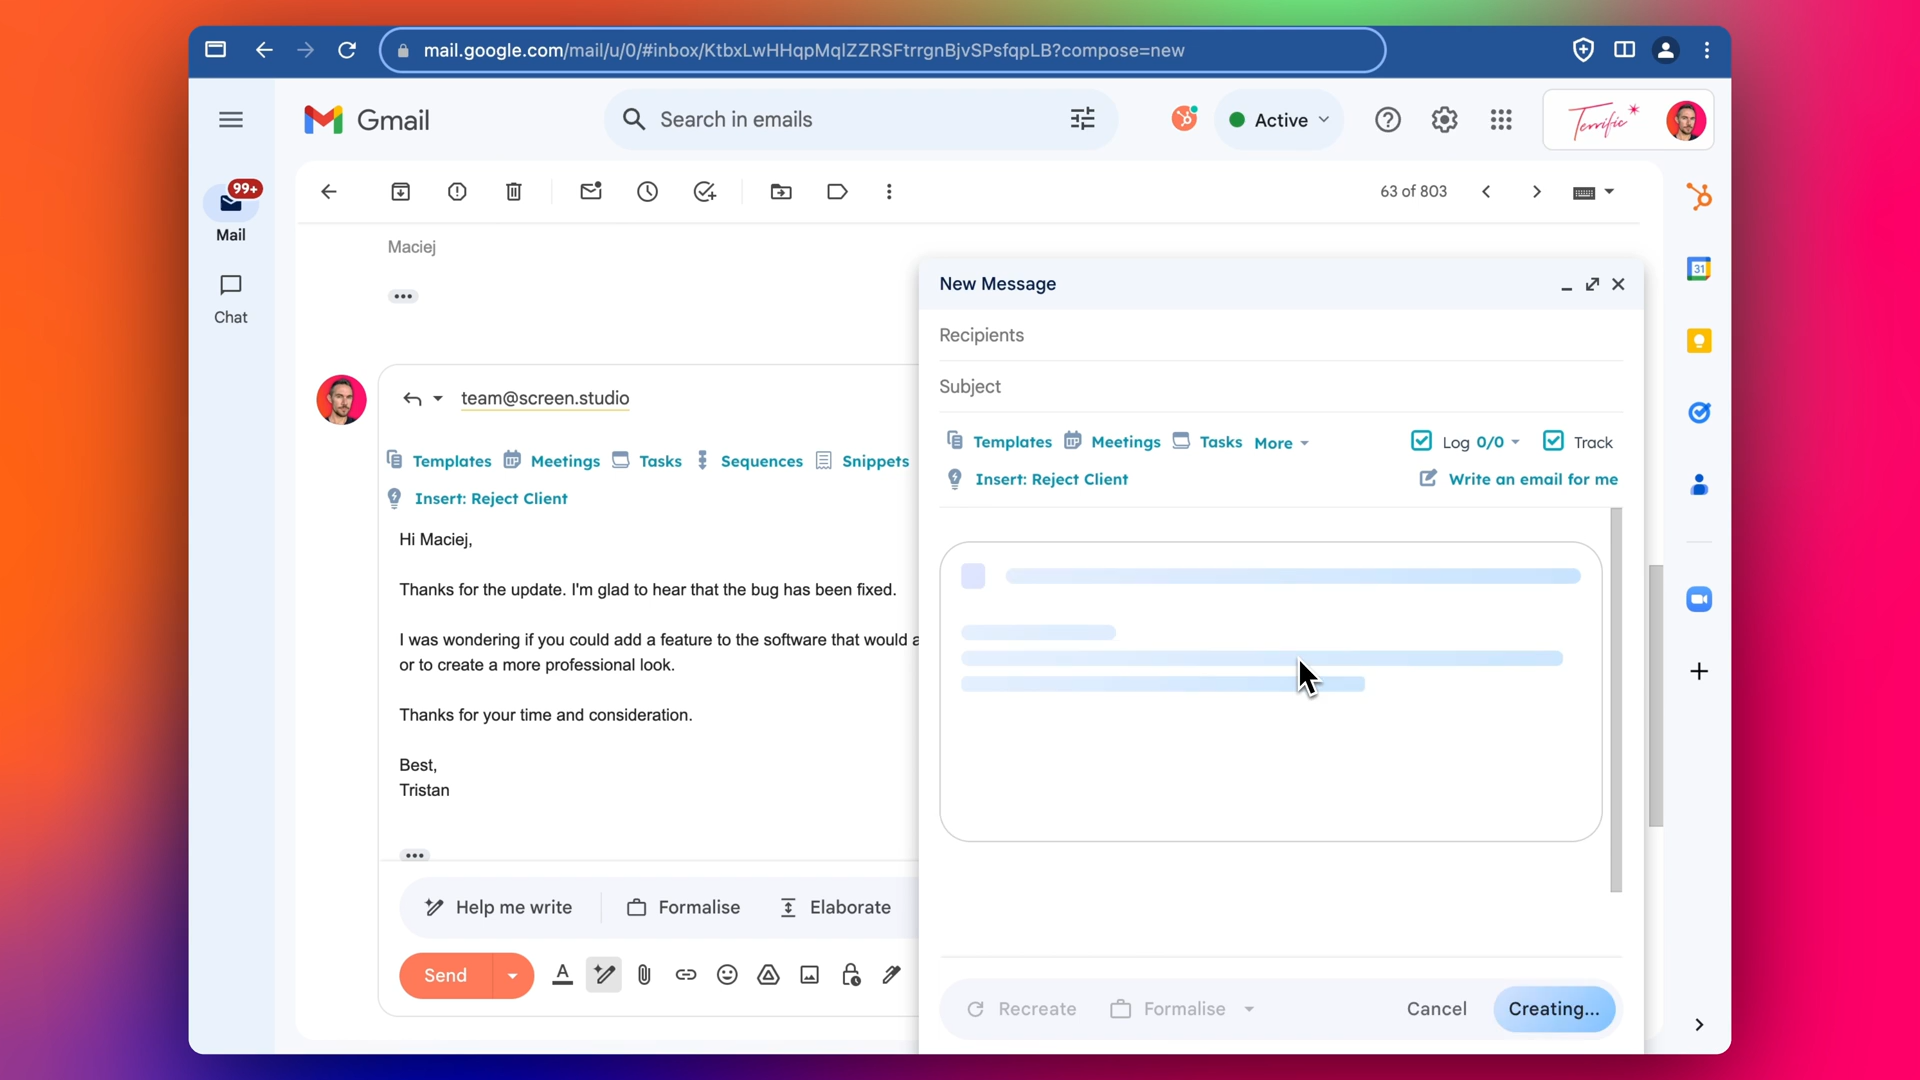 mail.google.com/mail/u/0/#inbox/KtbxLwHHqpMqlZZRSFtrrgnBjvSPsfqpLB?compose=new
Gmail
Search in emails
Active
Terrific
99+
Mail
Chat
63 of 803
Maciej
team@screen.studio
Templates Meetings Tasks Sequences Snippets
Insert: Reject Client
Hi Maciej,
Thanks for the update. I'm glad to hear that the bug has been fixed.
I was wondering if you could add a feature to the software that would a
or to create a more professional look.
Thanks for your time and consideration.
Best,
Tristan
Help me write
Formalise
Elaborate
Send
New Message
Recipients
Subject
Templates Meetings Tasks More
Log 0/0 Track
Insert: Reject Client
Write an email for me
Recreate
Formalise
Cancel
Creating...
31